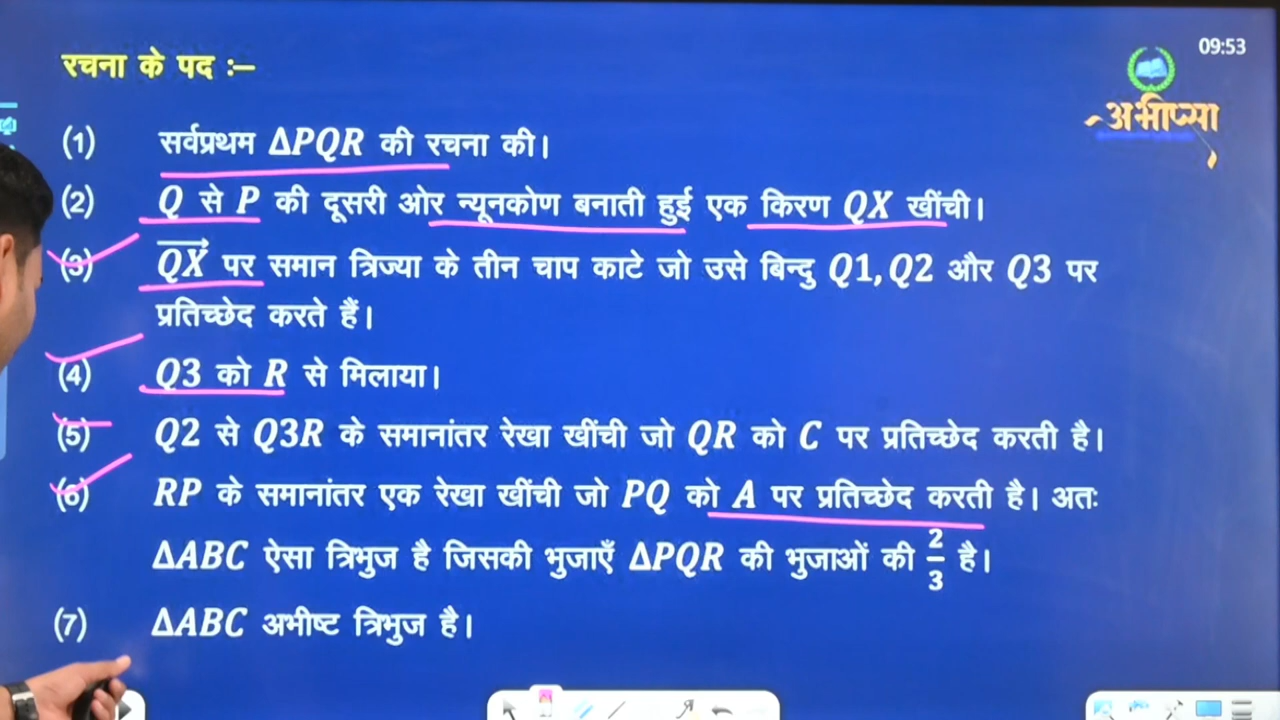 09:53
रचना के पद :–
अभीप्सा
(1) सर्वप्रथम ΔPQR की रचना की।
(2) Q से P की दूसरी ओर न्यूनकोण बनाती हुई एक किरण QX खींची।
(3) \overrightarrow{QX} पर समान त्रिज्या के तीन चाप काटे जो उसे बिन्दु Q1, Q2 और Q3 पर
प्रतिच्छेद करते हैं।
(4) Q3 को R से मिलाया।
(5) Q2 से Q3R के समानांतर रेखा खींची जो QR को C पर प्रतिच्छेद करती है।
(6) RP के समानांतर एक रेखा खींची जो PQ को A पर प्रतिच्छेद करती है। अतः
ΔABC ऐसा त्रिभुज है जिसकी भुजाएँ ΔPQR की भुजाओं की 2/3 है।
(7) ΔABC अभीष्ट त्रिभुज है।